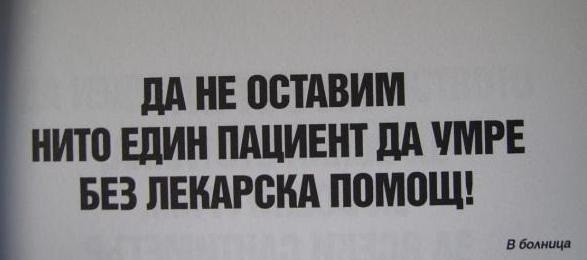 ДА НЕ ОСТАВИМ
НИТО ЕДИН ПАЦИЕНТ ДА УМРЕ
БЕЗ ЛЕКАРСКА ПОМОЩ!
В болница